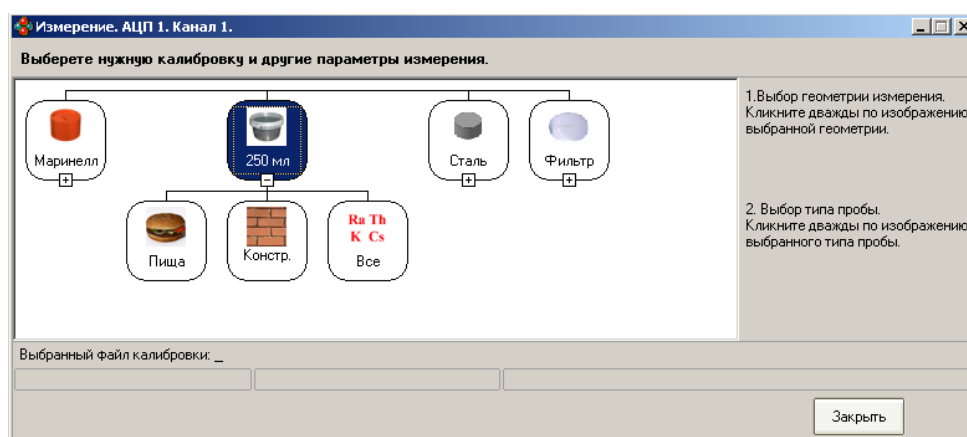 Измерение. АЦП 1. Канал 1.
Выберете нужную калибровку и другие параметры измерения.
Маринелл
250 мл
Сталь
Фильтр
Пища
Констр.
Ra Th
K Cs
Все
1.Выбор геометрии измерения.
Кликните дважды по изображению
выбранной геометрии.
2. Выбор типа пробы.
Кликните дважды по изображению
выбранного типа пробы.
Выбранный файл калибровки: _
Закрыть